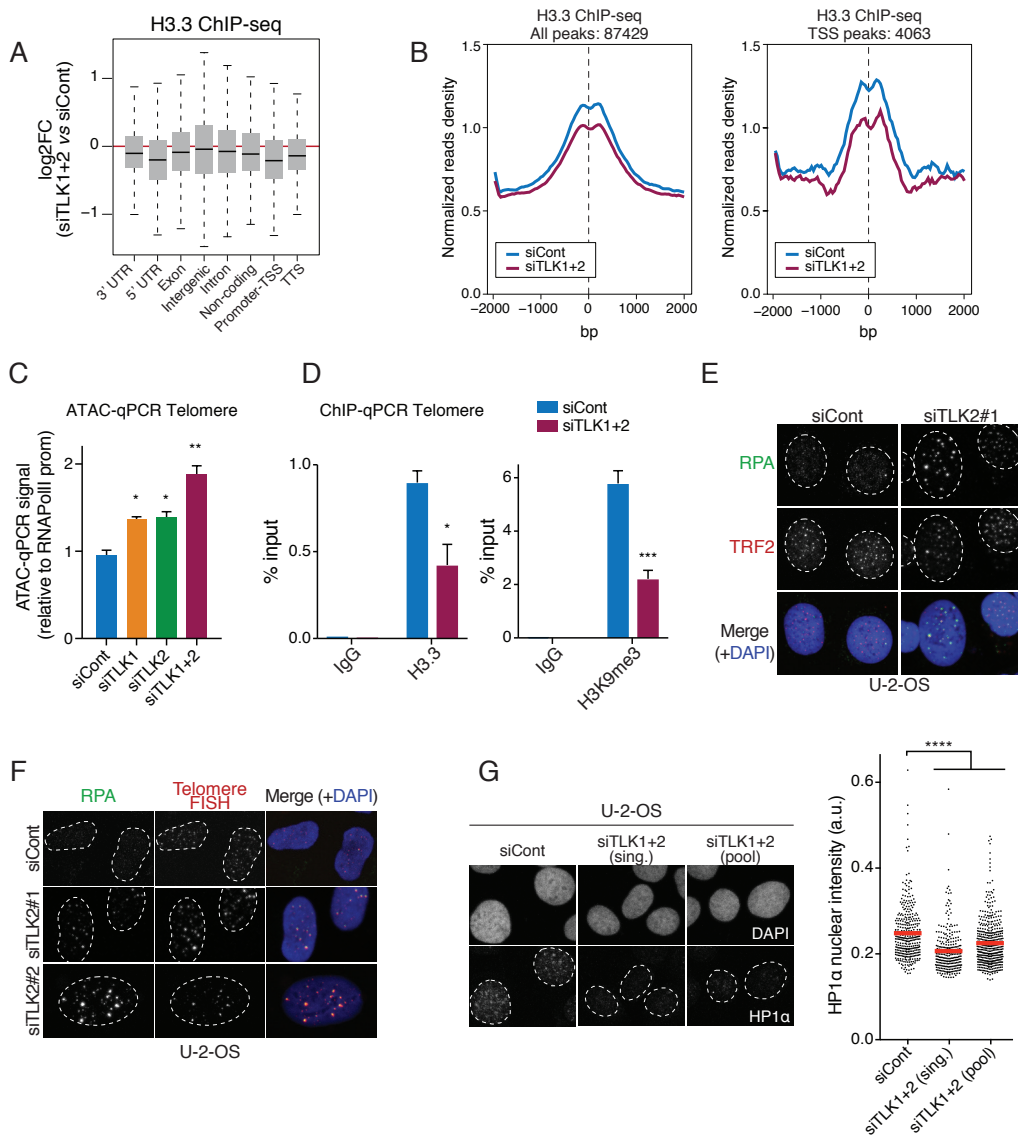 A
H3.3 ChIP-seq
log2FC
(siTLK1+2 vs siCont)
1
0
−1
3' UTR
5' UTR
Exon
Intergenic
Intron
Non-coding
Promoter-TSS
TTS
B
H3.3 ChIP-seq
All peaks: 87429
Normalized reads density
1.5
1.0
0.5
0.0
siCont
siTLK1+2
−2000
−1000
0
1000
2000
bp
H3.3 ChIP-seq
TSS peaks: 4063
Normalized reads density
1.5
1.0
0.5
0.0
siCont
siTLK1+2
−2000
−1000
0
1000
2000
bp
C
ATAC-qPCR Telomere
ATAC-qPCR signal
(relative to RNAPolII prom)
2
1
0
*
*
**
siCont
siTLK1
siTLK2
siTLK1+2
D
ChIP-qPCR Telomere
siCont
siTLK1+2
% input
1.0
0.5
0.0
*
IgG
H3.3
% input
6
4
2
0
***
IgG
H3K9me3
E
siCont
siTLK2#1
RPA
TRF2
Merge
(+DAPI)
U-2-OS
F
RPA
Telomere
FISH
Merge (+DAPI)
siCont
siTLK2#1
siTLK2#2
U-2-OS
G
U-2-OS
siCont
siTLK1+2
(sing.)
siTLK1+2
(pool)
DAPI
HP1α
HP1α nuclear intensity (a.u.)
0.6
0.4
0.2
0.0
****
siCont
siTLK1+2 (sing.)
siTLK1+2 (pool)